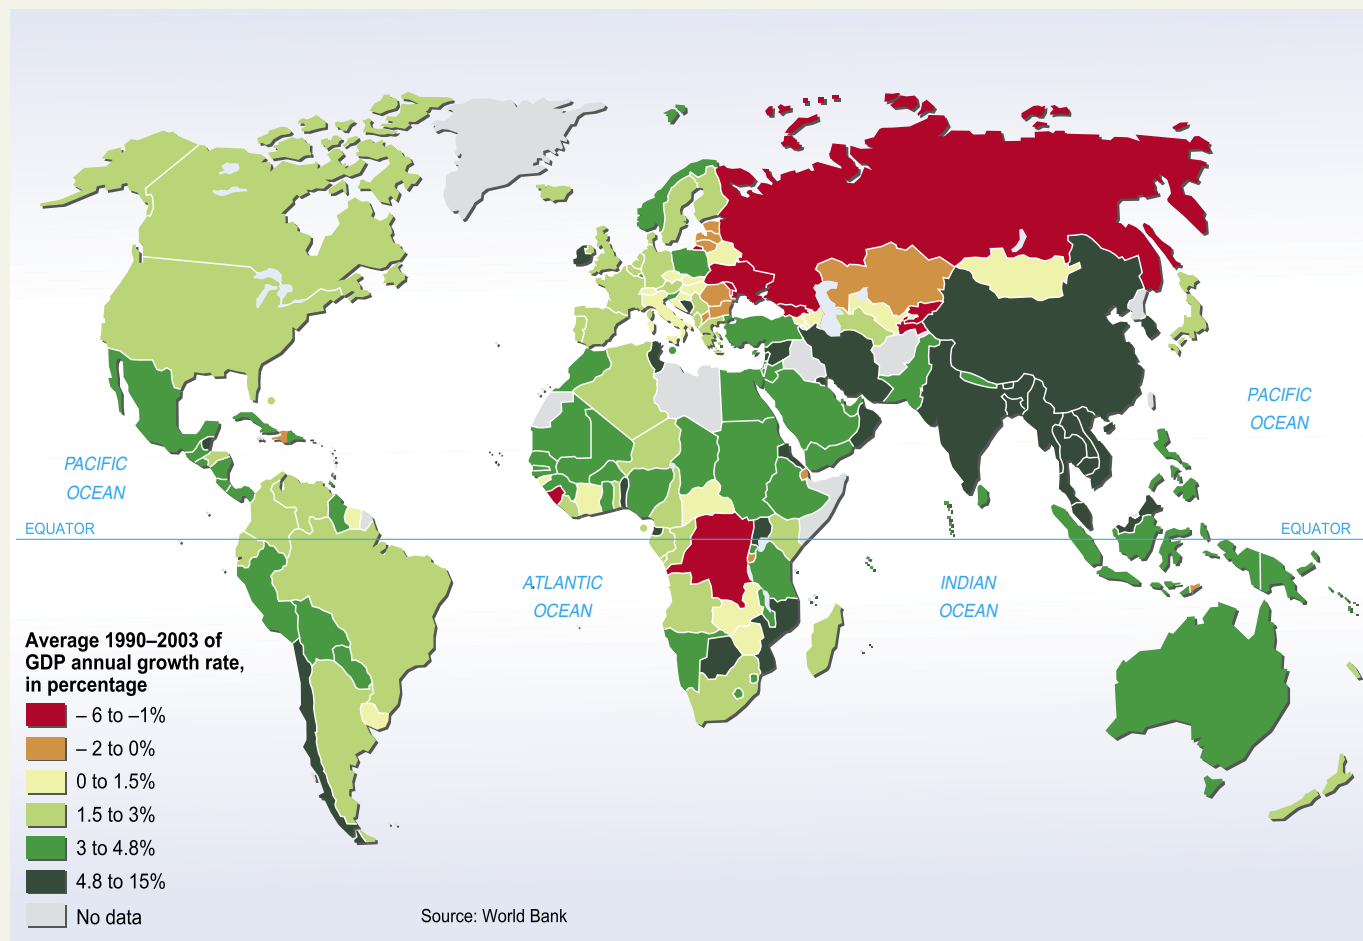 PACIFIC
OCEAN
PACIFIC
OCEAN
EQUATOR
EQUATOR
ATLANTIC
OCEAN
INDIAN
OCEAN
Average 1990–2003 of
GDP annual growth rate,
in percentage
– 6 to –1%
– 2 to 0%
0 to 1.5%
1.5 to 3%
3 to 4.8%
4.8 to 15%
No data
Source: World Bank